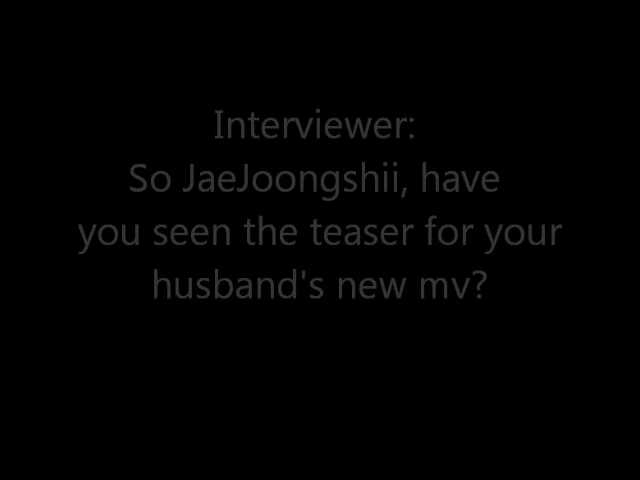 Interviewer:
So JaeJoongshii, have
you seen the teaser for your
husband's new mv?